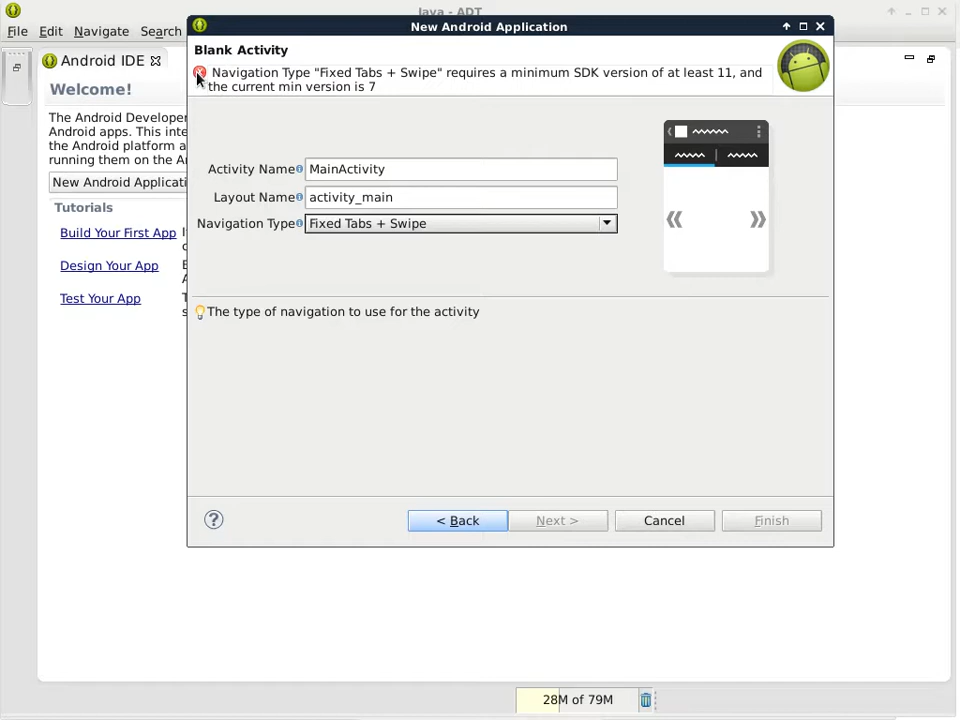 Java - ADT
New Android Application
File Edit Navigate Search
Blank Activity
Android IDE
Navigation Type "Fixed Tabs + Swipe" requires a minimum SDK version of at least 11, and
the current min version is 7
Welcome!
The Android Developer
Android apps. This inte
the Android platform a
running them on the An
New Android Applicati
Tutorials
Build Your First App
Design Your App
Test Your App
Activity Name MainActivity
Layout Name activity_main
Navigation Type Fixed Tabs + Swipe
The type of navigation to use for the activity
< Back Next > Cancel Finish
28M of 79M